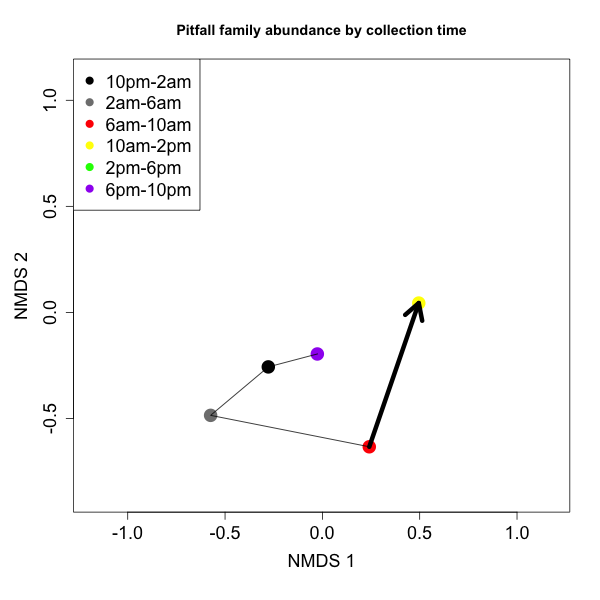 Pitfall family abundance by collection time
10pm-2am
2am-6am
6am-10am
10am-2pm
2pm-6pm
6pm-10pm
1.0
0.5
0.0
-0.5
NMDS 2
-1.0 -0.5 0.0 0.5 1.0
NMDS 1